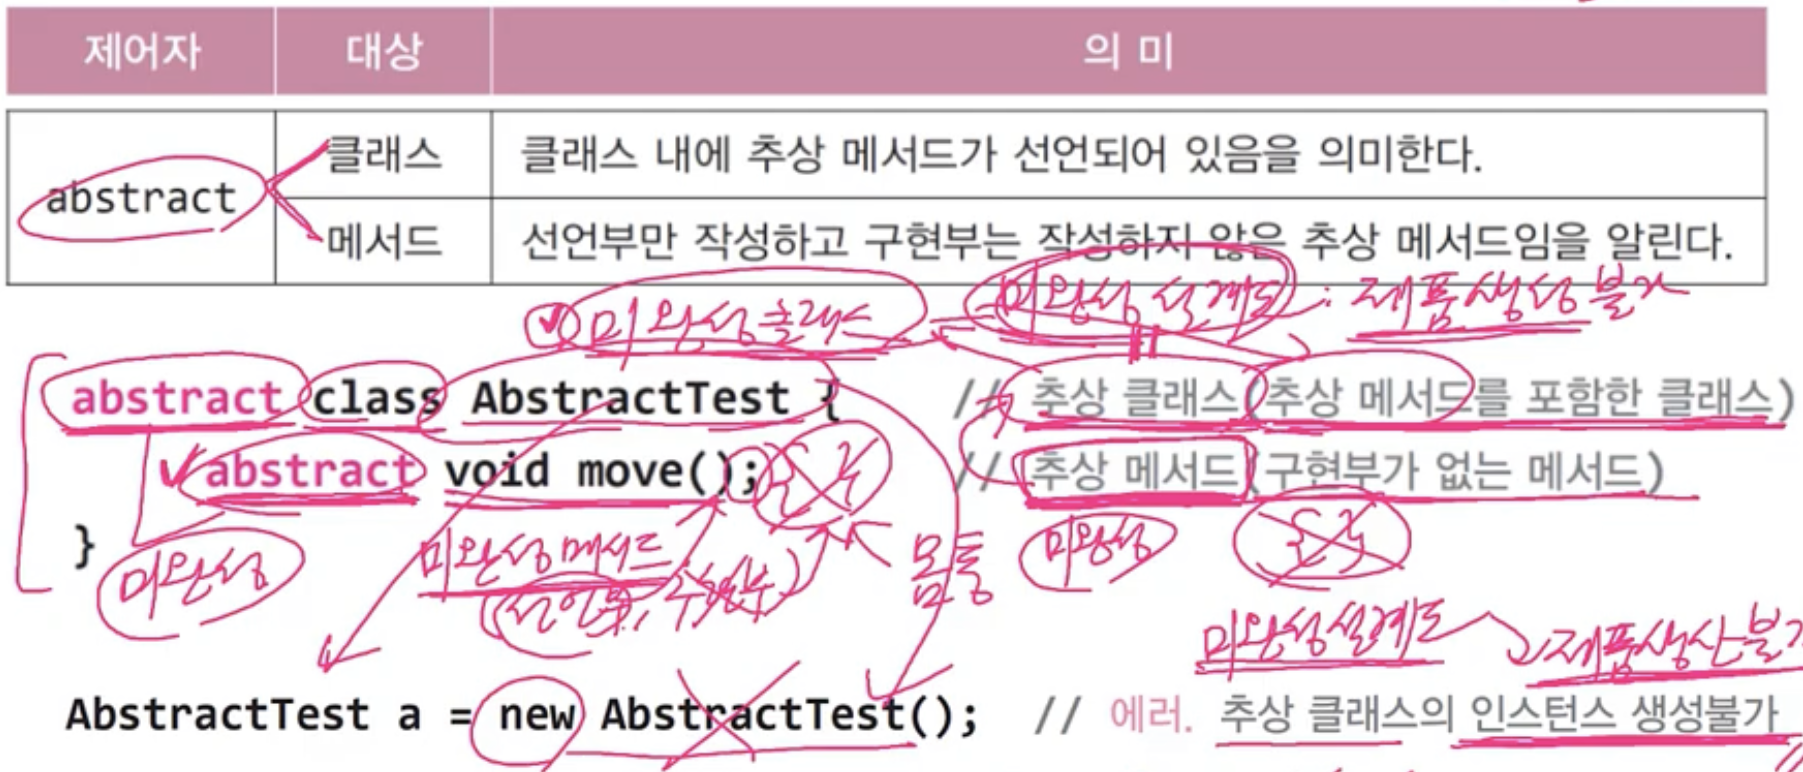 제어자 대상 의 미
abstract
클래스 클래스 내에 추상 메서드가 선언되어 있음을 의미한다.
메서드 선언부만 작성하고 구현부는 작성하지 않은 추상 메서드임을 알린다.
미완성 클래스 미완성 설계도 : 제품 생성 불가
abstract class AbstractTest { // 추상 클래스(추상 메서드를 포함한 클래스)
abstract void move(); { } // 추상 메서드(구현부가 없는 메서드)
}
미완성 미완성 메서드 몸통 미완성 { }
(선언부, 구현부)
미완성 설계도 → 제품 생산 불가
AbstractTest a = new AbstractTest(); // 에러. 추상 클래스의 인스턴스 생성불가